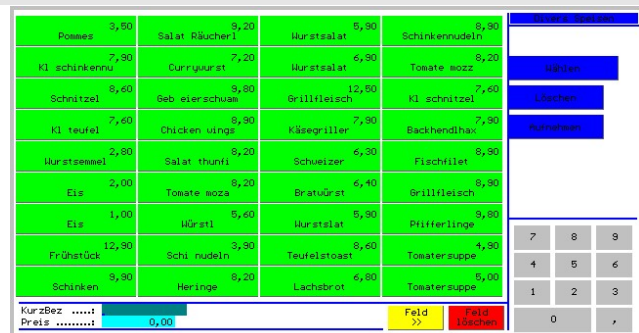 Divers Speisen
3,50 9,20 5,90 8,90
Pommes Salat Räucherl Wurstsalat Schinkennudeln
7,90 7,20 6,90 8,20
Kl schinkennu Currywurst Wurstsalat Tomate mozz
8,60 9,80 12,50 7,60
Schnitzel Geb eierschwam Grillfleisch Kl schnitzel
7,60 8,90 7,90 7,90
Kl teufel Chicken wings Käsegriller Backhendlhax
2,80 8,20 6,30 8,90
Wurstsemmel Salat thunfi Schweizer Fischfilet
2,00 8,20 6,40 8,90
Eis Tomate moza Bratwürst Grillfleisch
1,00 5,60 5,90 9,80
Eis Würstl Wurstslat Pfifferlinge
12,90 3,90 8,60 4,90
Frühstück Schi nudeln Teufelstoast Tomatersuppe
9,90 8,20 6,80 5,00
Schinken Heringe Lachsbrot Tomatersuppe
Wählen
Löschen
Aufnehmen
7 8 9
4 5 6
1 2 3
0 ,
KurzBez ....:
Preis ........: 0,00
Feld
>>
Feld
löschen